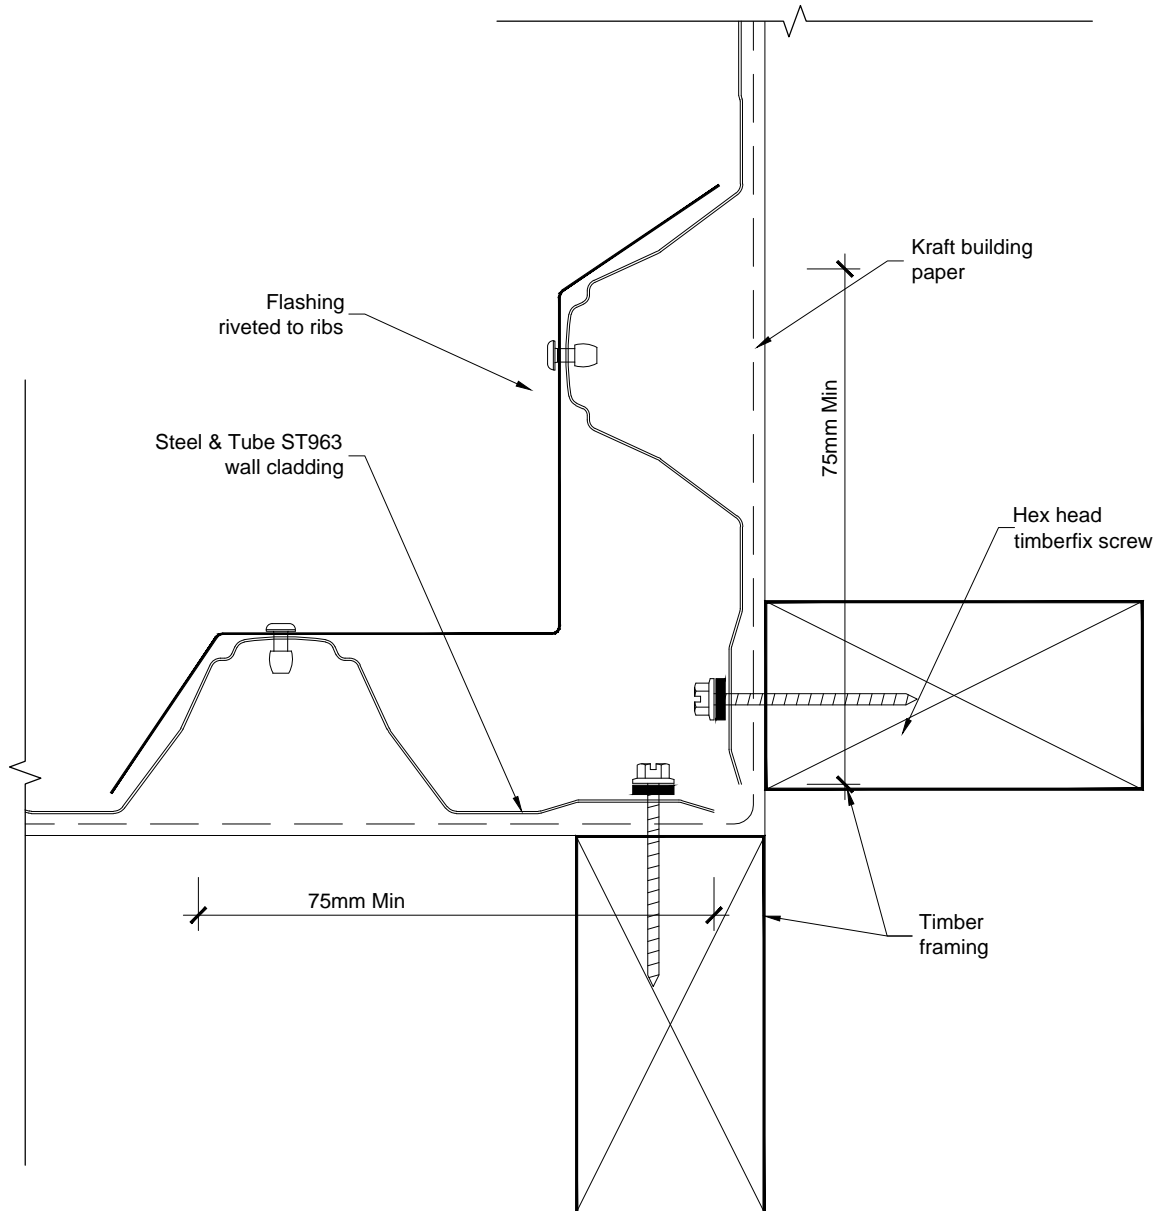 Kraft building
paper
Flashing
riveted to ribs
75mm Min
Steel & Tube ST963
wall cladding
Hex head
timberfix screw
75mm Min
Timber
framing